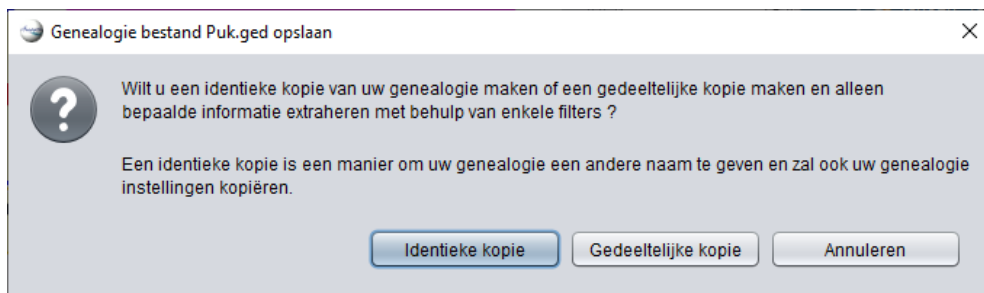 Genealogie bestand Puk.ged opslaan
Wilt u een identieke kopie van uw genealogie maken of een gedeeltelijke kopie maken en alleen
bepaalde informatie extraheren met behulp van enkele filters ?
Een identieke kopie is een manier om uw genealogie een andere naam te geven en zal ook uw genealogie
instellingen kopiëren.
Identieke kopie Gedeeltelijke kopie Annuleren